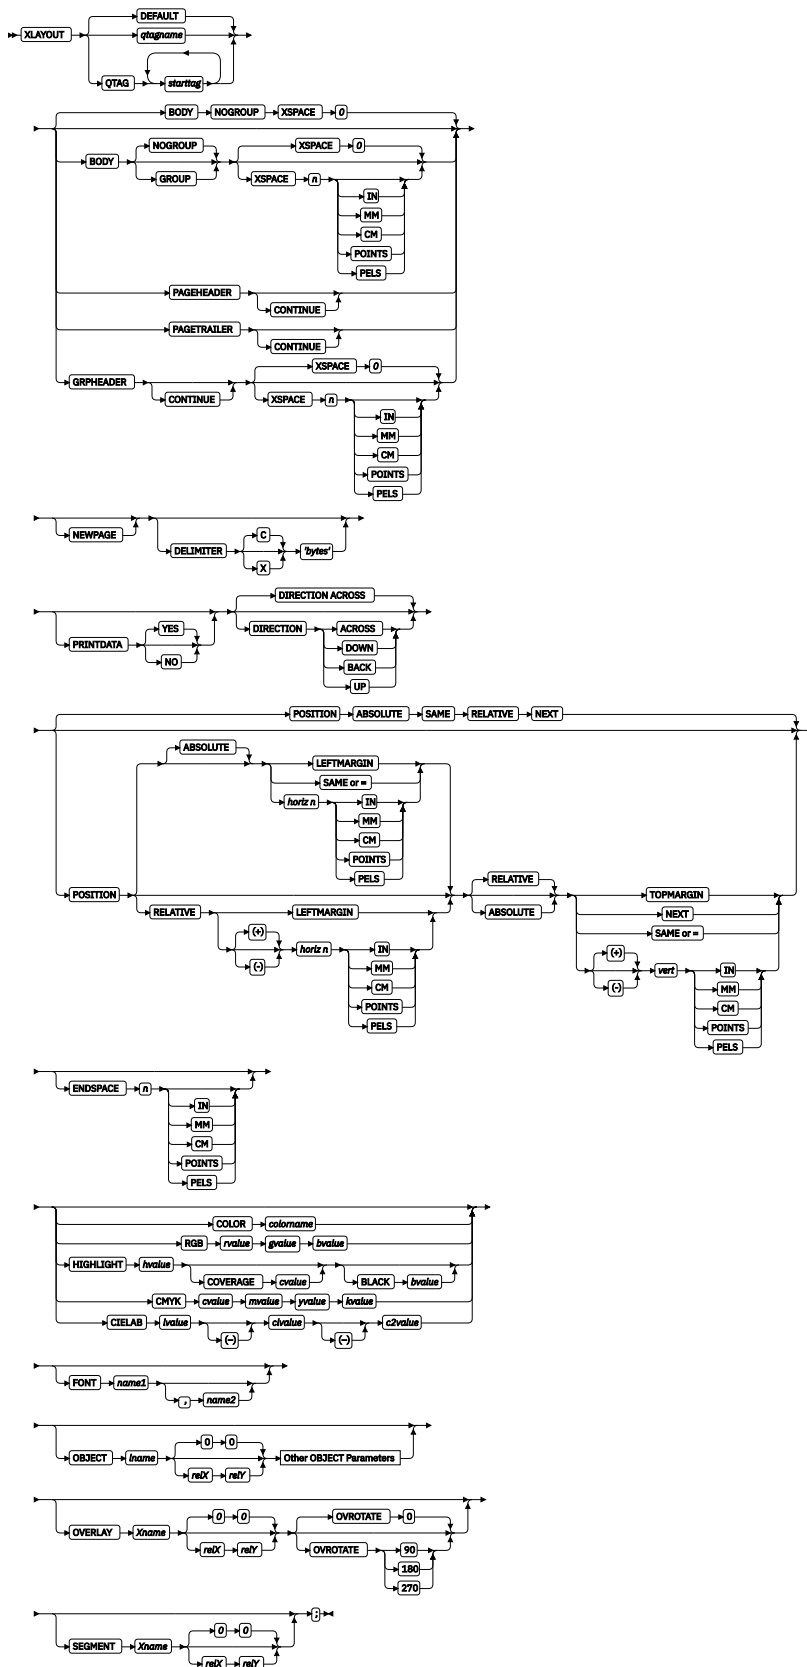 DEFAULT
XLAYOUT qtagname
QTAG starttag
BODY NOGROUP XSPACE 0
NOGROUP XSPACE 0
BODY
GROUP XSPACE n
IN
MM
CM
POINTS
PELS
PAGEHEADER
CONTINUE
PAGETRAILER
CONTINUE
XSPACE 0
GRPHEADER
CONTINUE XSPACE n
IN
MM
CM
POINTS
PELS
NEWPAGE C
DELIMITER 'bytes'
X
DIRECTION ACROSS
YES DIRECTION ACROSS
PRINTDATA DOWN
NO BACK
UP
POSITION ABSOLUTE SAME RELATIVE NEXT
ABSOLUTE
LEFTMARGIN
SAME or =
horiz n IN
MM
CM
POINTS
PELS RELATIVE
POSITION TOPMARGIN
RELATIVE LEFTMARGIN ABSOLUTE NEXT
(+) SAME or =
horiz n IN (+)
(-) MM vert IN
CM (-) MM
POINTS CM
PELS POINTS
PELS
ENDSPACE n
IN
MM
CM
POINTS
PELS
COLOR colorname
RGB rvalue gvalue bvalue
HIGHLIGHT hvalue
COVERAGE cvalue BLACK bvalue
CMYK cvalue mvalue yvalue kvalue
CIELAB lvalue c1value c2value
(–) (–)
FONT name1
, name2
0 0
OBJECT lname Other OBJECT Parameters
relX relY
0 0 OVROTATE 0
OVERLAY Xname
relX relY OVROTATE 90
180
270
;
0 0
SEGMENT Xname
relX relY